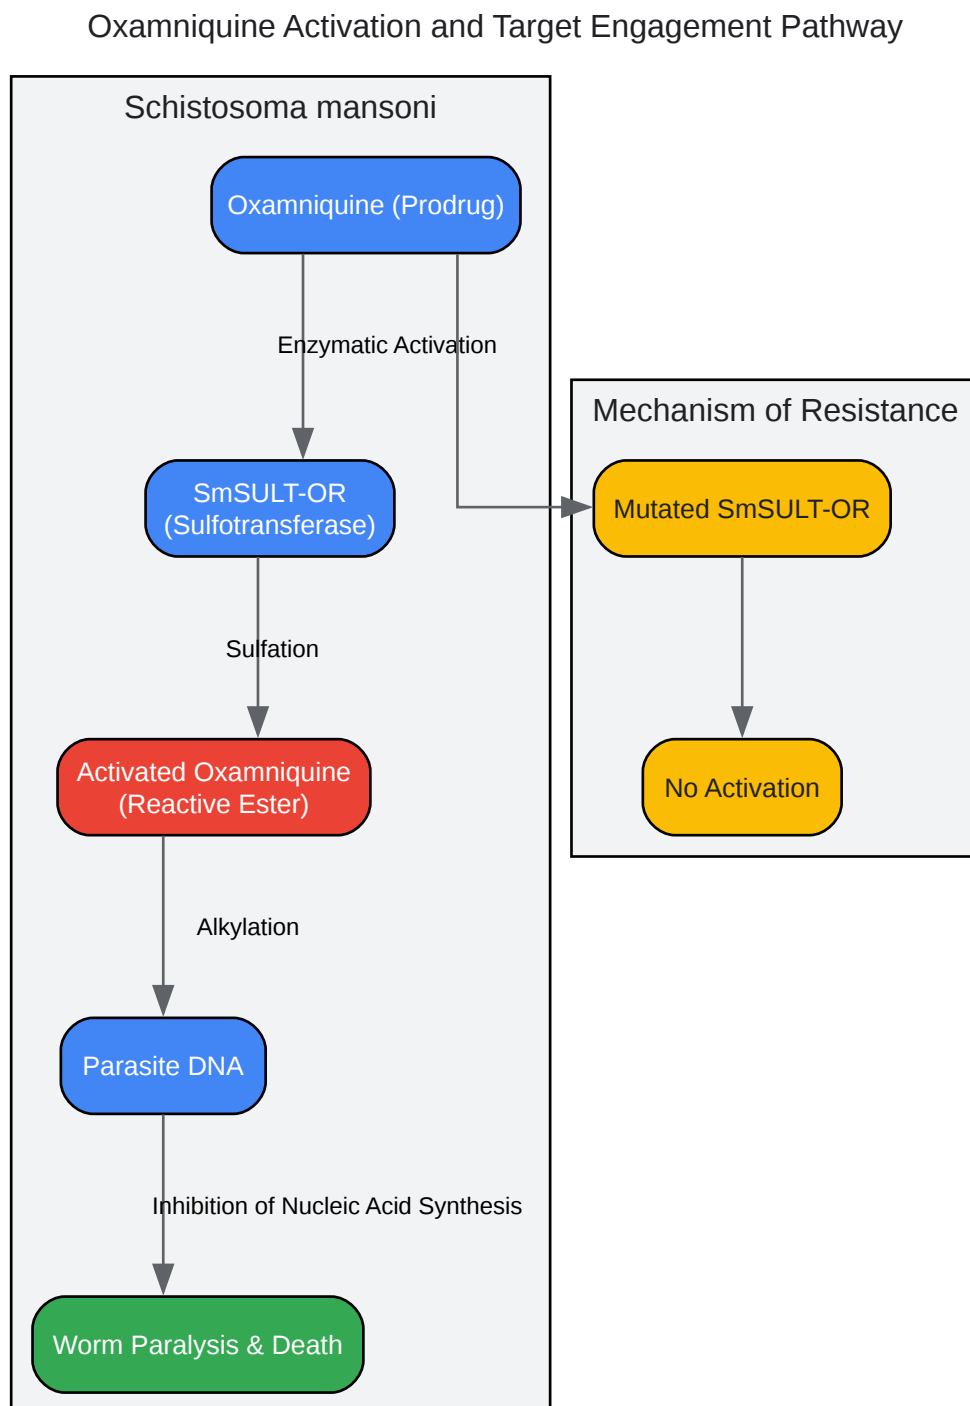 Oxamniquine Activation and Target Engagement Pathway
Schistosoma mansoni
Oxamniquine (Prodrug)
Enzymatic Activation
Mechanism of Resistance
SmSULT-OR
(Sulfotransferase)
Mutated SmSULT-OR
Sulfation
Activated Oxamniquine
(Reactive Ester)
No Activation
Alkylation
Parasite DNA
Inhibition of Nucleic Acid Synthesis
Worm Paralysis & Death